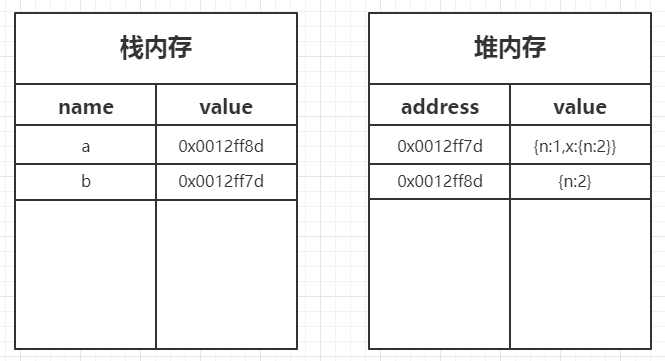 栈内存
name value
a 0x0012ff8d
b 0x0012ff7d
堆内存
address value
0x0012ff7d {n:1,x:{n:2}}
0x0012ff8d {n:2}